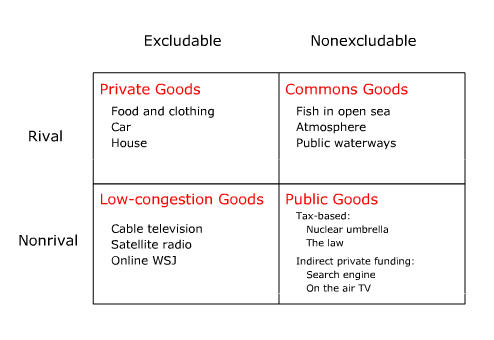 Excludable Nonexcludable
Rival
Private Goods
Food and clothing
Car
House
Commons Goods
Fish in open sea
Atmosphere
Public waterways
Nonrival
Low-congestion Goods
Cable television
Satellite radio
Online WSJ
Public Goods
Tax-based:
Nuclear umbrella
The law
Indirect private funding:
Search engine
On the air TV